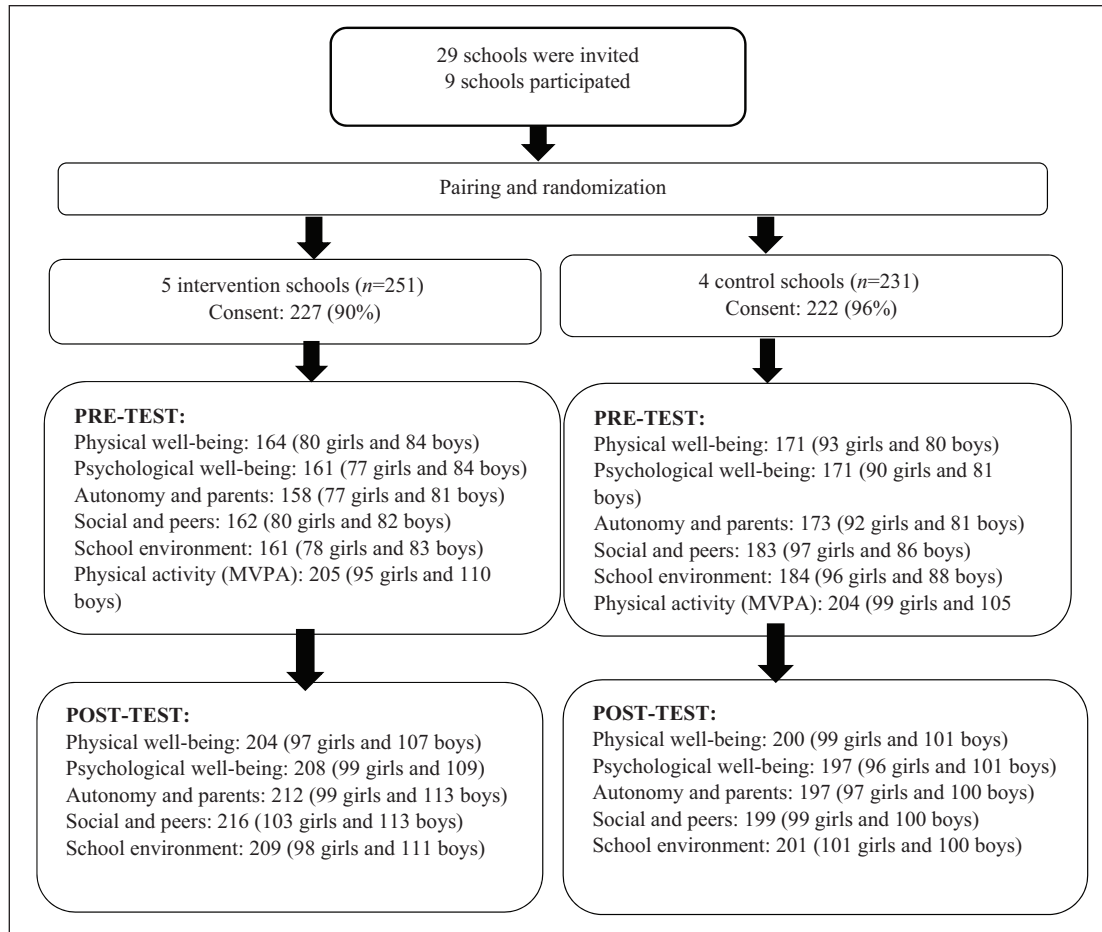 29 schools were invited
9 schools participated
Pairing and randomization
5 intervention schools (n=251)
Consent: 227 (90%)
4 control schools (n=231)
Consent: 222 (96%)
PRE-TEST:
Physical well-being: 164 (80 girls and 84 boys)
Psychological well-being: 161 (77 girls and 84 boys)
Autonomy and parents: 158 (77 girls and 81 boys)
Social and peers: 162 (80 girls and 82 boys)
School environment: 161 (78 girls and 83 boys)
Physical activity (MVPA): 205 (95 girls and 110
boys)
PRE-TEST:
Physical well-being: 171 (93 girls and 80 boys)
Psychological well-being: 171 (90 girls and 81
boys)
Autonomy and parents: 173 (92 girls and 81 boys)
Social and peers: 183 (97 girls and 86 boys)
School environment: 184 (96 girls and 88 boys)
Physical activity (MVPA): 204 (99 girls and 105
POST-TEST:
Physical well-being: 204 (97 girls and 107 boys)
Psychological well-being: 208 (99 girls and 109)
Autonomy and parents: 212 (99 girls and 113 boys)
Social and peers: 216 (103 girls and 113 boys)
School environment: 209 (98 girls and 111 boys)
POST-TEST:
Physical well-being: 200 (99 girls and 101 boys)
Psychological well-being: 197 (96 girls and 101 boys)
Autonomy and parents: 197 (97 girls and 100 boys)
Social and peers: 199 (99 girls and 100 boys)
School environment: 201 (101 girls and 100 boys)